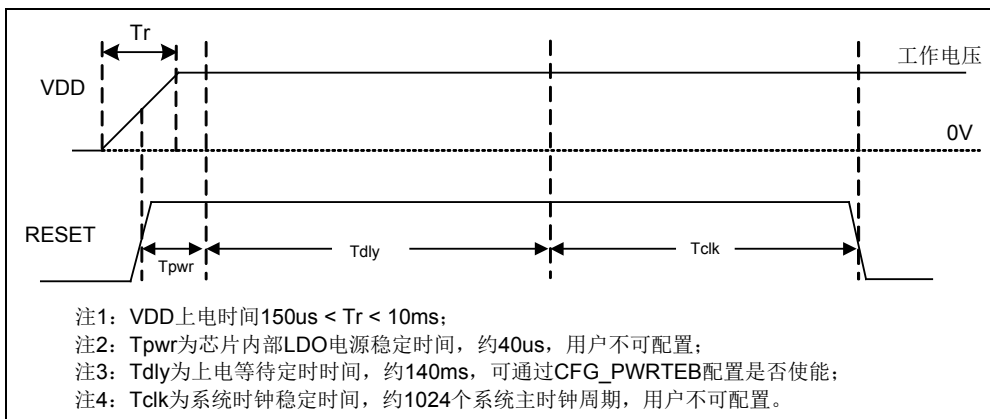 Tr
工作电压
VDD
0V
RESET
Tpwr
Tdly
Tclk
注1：VDD上电时间150us < Tr < 10ms；
注2：Tpwr为芯片内部LDO电源稳定时间，约40us，用户不可配置；
注3：Tdly为上电等待定时时间，约140ms，可通过CFG_PWRTEB配置是否使能；
注4：Tclk为系统时钟稳定时间，约1024个系统主时钟周期，用户不可配置。